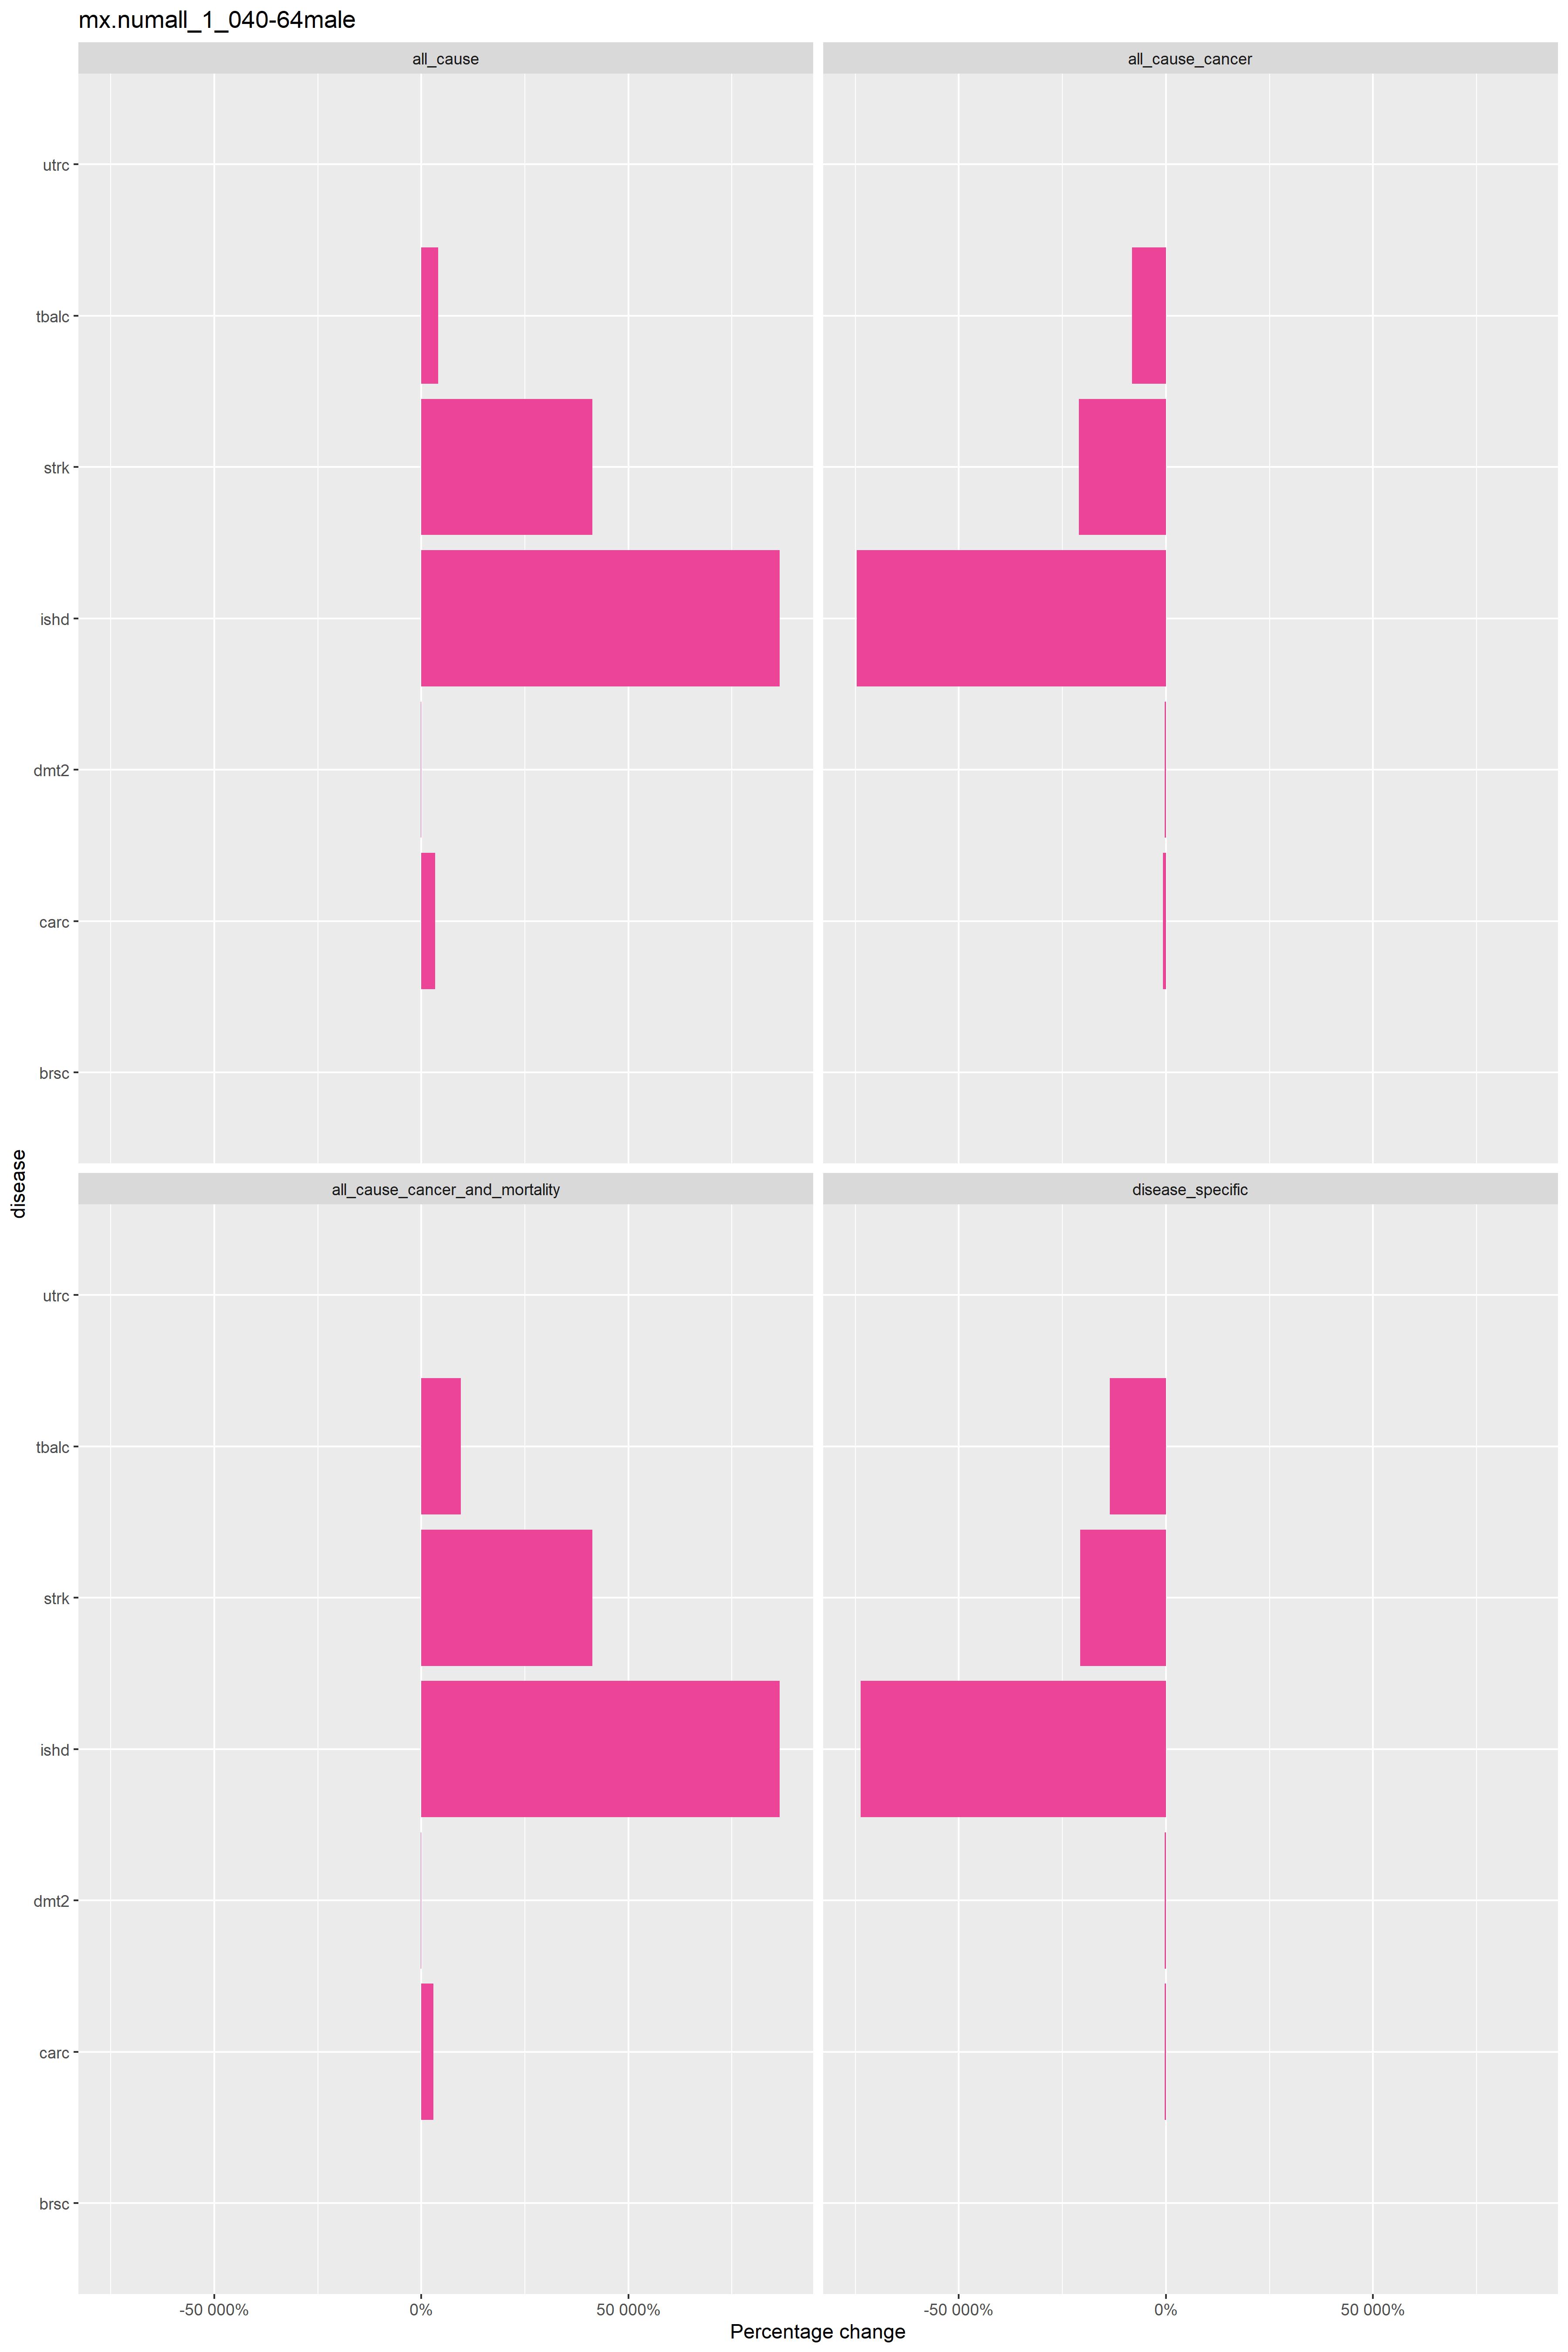 mx.numall_1_040-64male
all_cause
all_cause_cancer
utrc
tbalc
strk
ishd
dmt2
carc
brsc
disease
all_cause_cancer_and_mortality
disease_specific
utrc
tbalc
strk
ishd
dmt2
carc
brsc
-50 000%
0%
50 000%
-50 000%
0%
50 000%
Percentage change